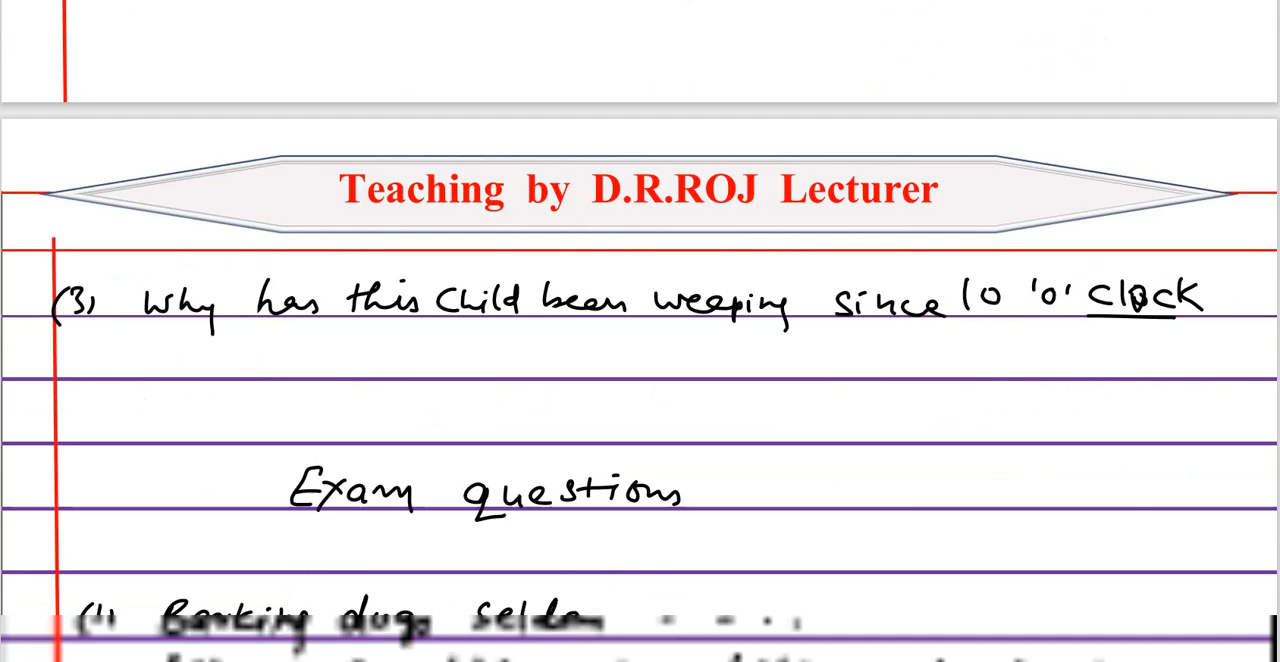 Teaching by D.R.ROJ Lecturer
(3) Why has this child been weeping since 10 'o' clock
Exam questions
(1) Barking dogs seldom - - - .